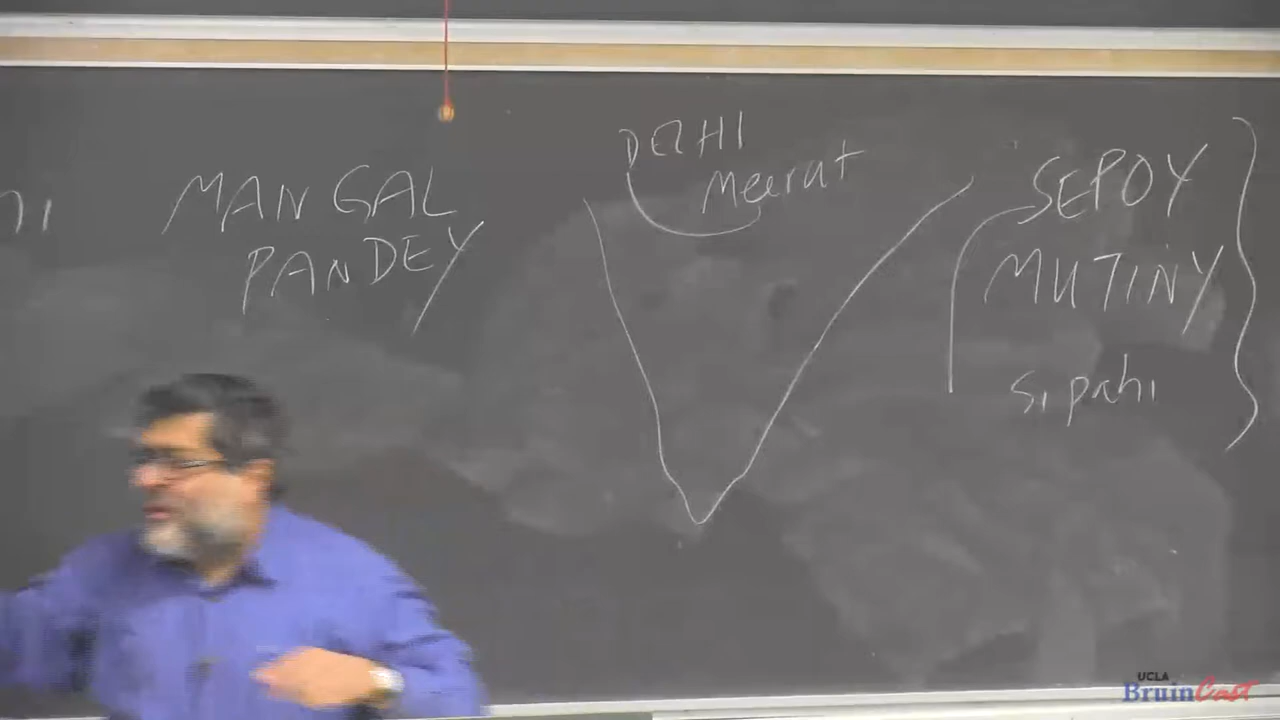 MANGAL
PANDEY
DELHI
Meerut
SEPOY
MUTINY
Sipahi
UCLA
BruinCast